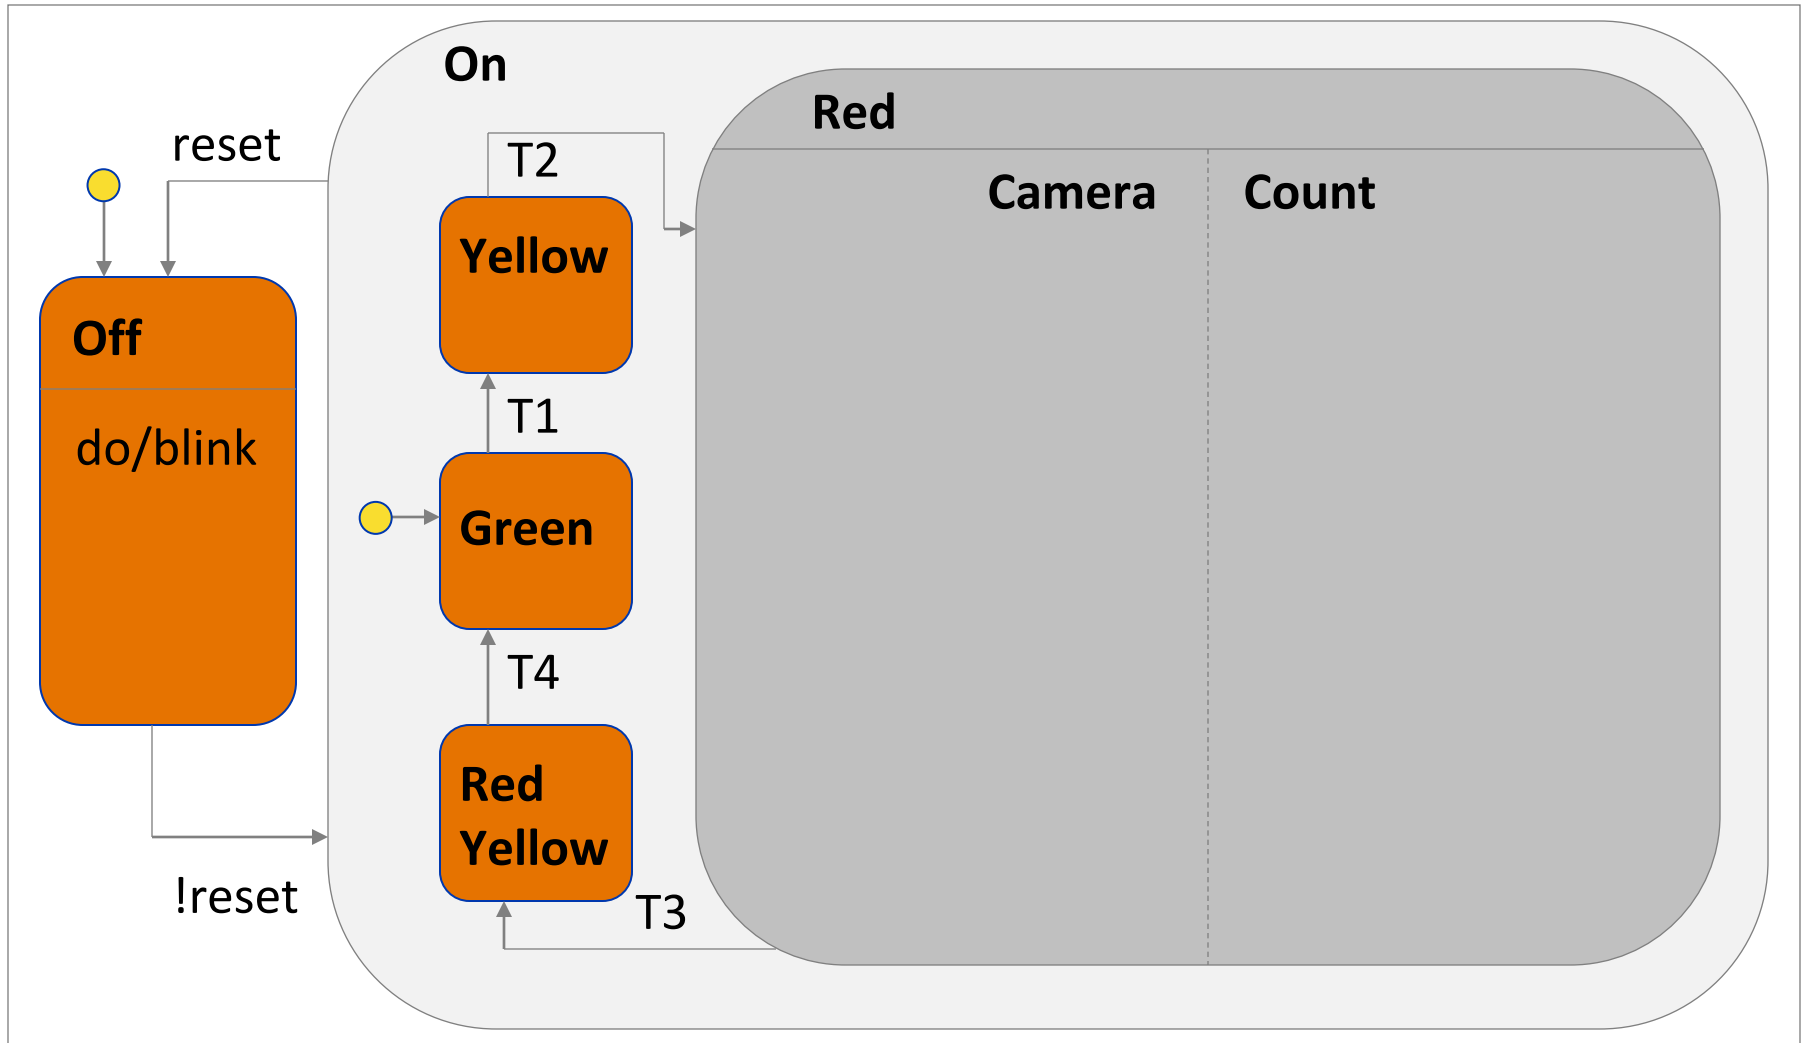 On
Red
reset
T2
Camera
Count
Yellow
Off
T1
do/blink
Green
T4
Red
Yellow
!reset
T3